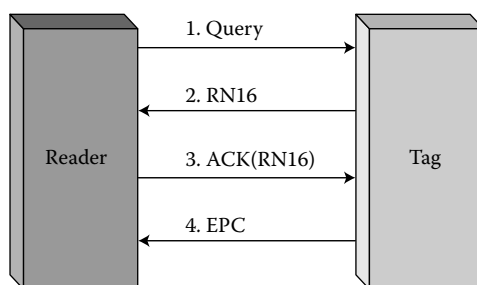 1. Query
2. RN16
Reader
3. ACK(RN16)
Tag
4. EPC